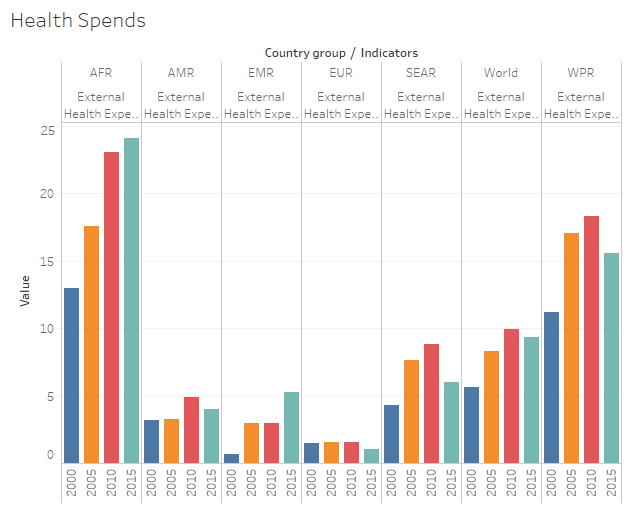 Health Spends
Country group / Indicators
AFR AMR EMR EUR SEAR World WPR
External External External External External External External
Health Expe.. Health Expe.. Health Expe.. Health Expe.. Health Expe.. Health Expe.. Health Expe..
25
20
15
10
5
0
Value
2000 2005 2010 2015 2000 2005 2010 2015 2000 2005 2010 2015 2000 2005 2010 2015 2000 2005 2010 2015 2000 2005 2010 2015 2000 2005 2010 2015